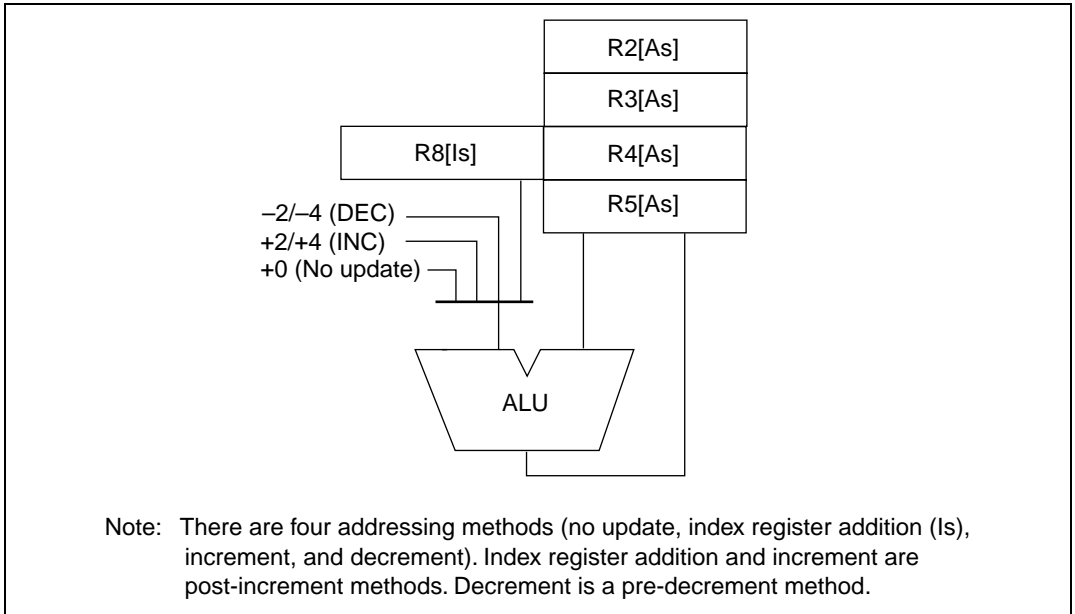 R2[As]
R3[As]
R8[Is]
R4[As]
R5[As]
–2/–4 (DEC)
+2/+4 (INC)
+0 (No update)
ALU
Note: There are four addressing methods (no update, index register addition (Is),
increment, and decrement). Index register addition and increment are
post-increment methods. Decrement is a pre-decrement method.